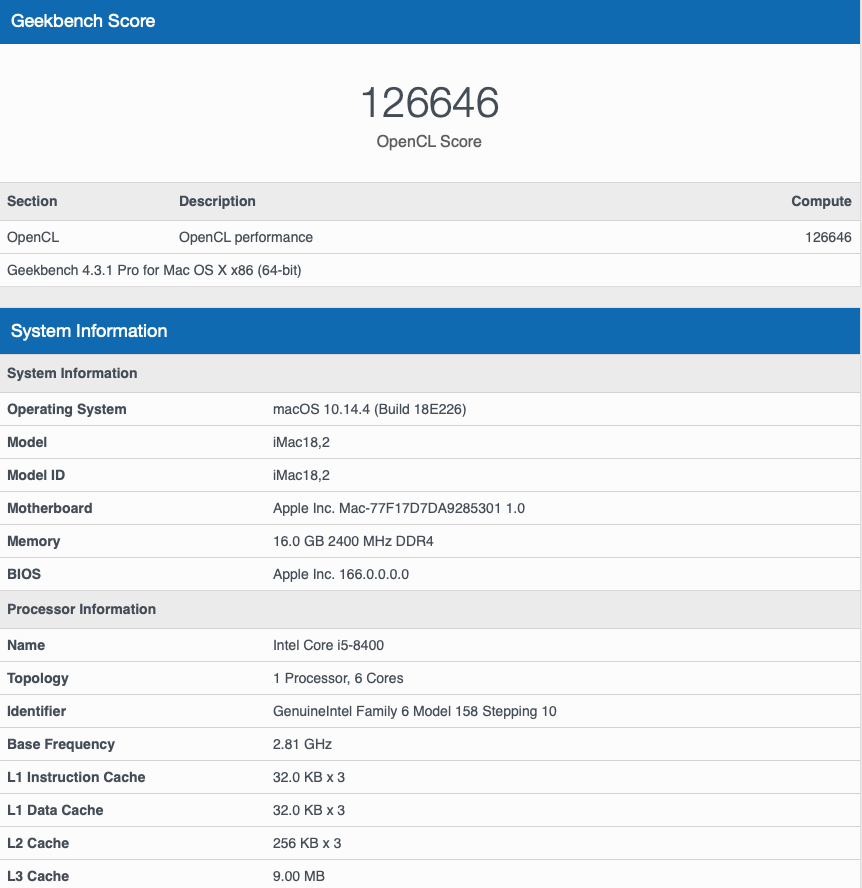 Geekbench Score
126646
OpenCL Score
Section Description Compute
OpenCL OpenCL performance 126646
Geekbench 4.3.1 Pro for Mac OS X x86 (64-bit)
System Information
System Information
Operating System macOS 10.14.4 (Build 18E226)
Model iMac18,2
Model ID iMac18,2
Motherboard Apple Inc. Mac-77F17D7DA9285301 1.0
Memory 16.0 GB 2400 MHz DDR4
BIOS Apple Inc. 166.0.0.0.0
Processor Information
Name Intel Core i5-8400
Topology 1 Processor, 6 Cores
Identifier GenuineIntel Family 6 Model 158 Stepping 10
Base Frequency 2.81 GHz
L1 Instruction Cache 32.0 KB x 3
L1 Data Cache 32.0 KB x 3
L2 Cache 256 KB x 3
L3 Cache 9.00 MB